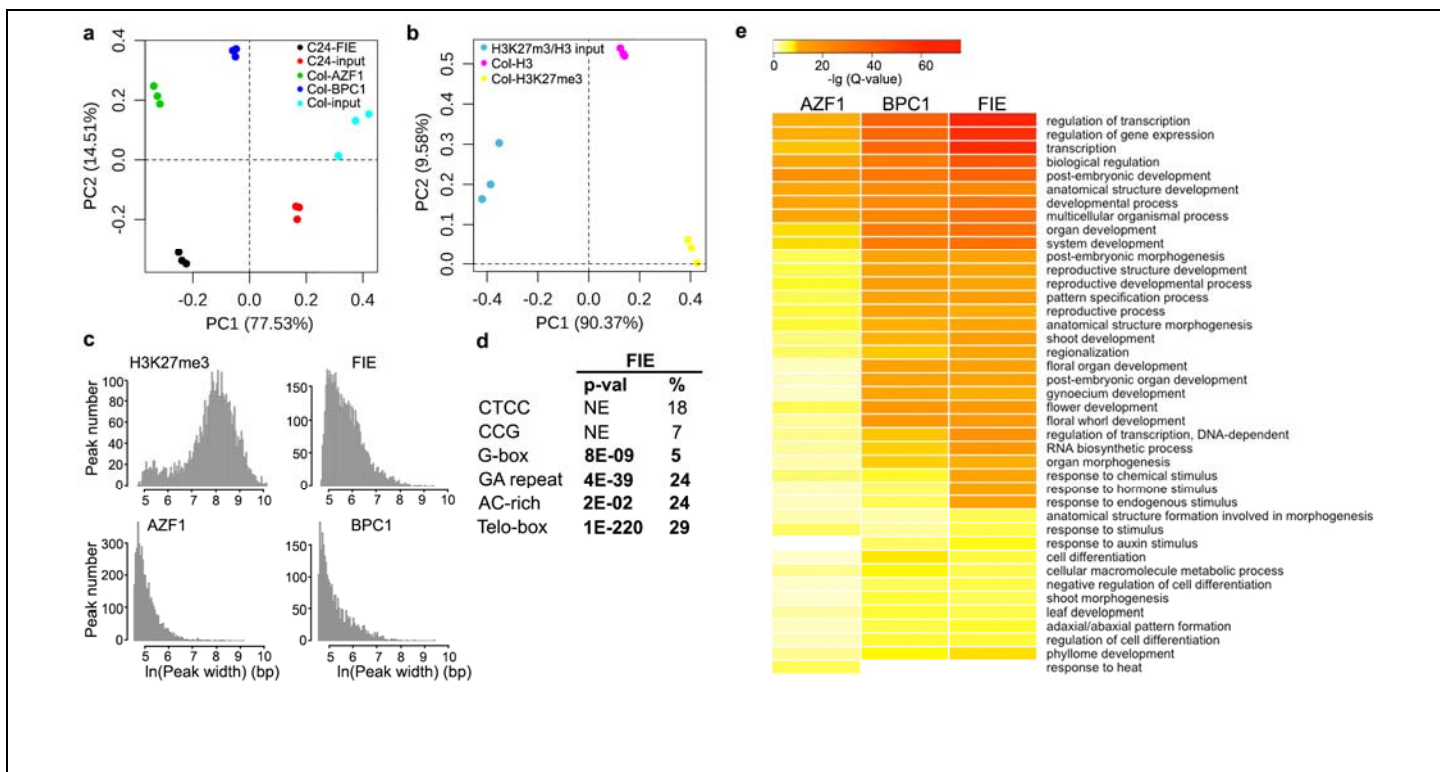 a
0.4
0.2
0.0
-0.2
PC2 (14.51%)
C24-FIE
C24-input
Col-AZF1
Col-BPC1
Col-input
-0.2 0.0 0.2 0.4
PC1 (77.53%)
b
0.5
0.4
0.3
0.2
0.1
0.0
PC2 (9.58%)
H3K27m3/H3 input
Col-H3
Col-H3K27me3
-0.4 -0.2 0.0 0.2 0.4
PC1 (90.37%)
c
H3K27me3
Peak number
100
80
60
40
20
0
5 6 7 8 9 10
FIE
150
100
50
0
5 6 7 8 9 10
AZF1
Peak number
300
200
100
0
5 6 7 8 9 10
ln(Peak width) (bp)
BPC1
150
100
50
0
5 6 7 8 9 10
ln(Peak width) (bp)
d
FIE
p-val %
CTCC NE 18
CCG NE 7
G-box 8E-09 5
GA repeat 4E-39 24
AC-rich 2E-02 24
Telo-box 1E-220 29
e
0 20 40 60
-lg (Q-value)
AZF1 BPC1 FIE
regulation of transcription
regulation of gene expression
transcription
biological regulation
post-embryonic development
anatomical structure development
developmental process
multicellular organismal process
organ development
system development
post-embryonic morphogenesis
reproductive structure development
reproductive developmental process
pattern specification process
reproductive process
anatomical structure morphogenesis
shoot development
regionalization
floral organ development
post-embryonic organ development
gynoecium development
flower development
floral whorl development
regulation of transcription, DNA-dependent
RNA biosynthetic process
organ morphogenesis
response to chemical stimulus
response to hormone stimulus
response to endogenous stimulus
anatomical structure formation involved in morphogenesis
response to stimulus
response to auxin stimulus
cell differentiation
cellular macromolecule metabolic process
negative regulation of cell differentiation
shoot morphogenesis
leaf development
adaxial/abaxial pattern formation
regulation of cell differentiation
phyllome development
response to heat